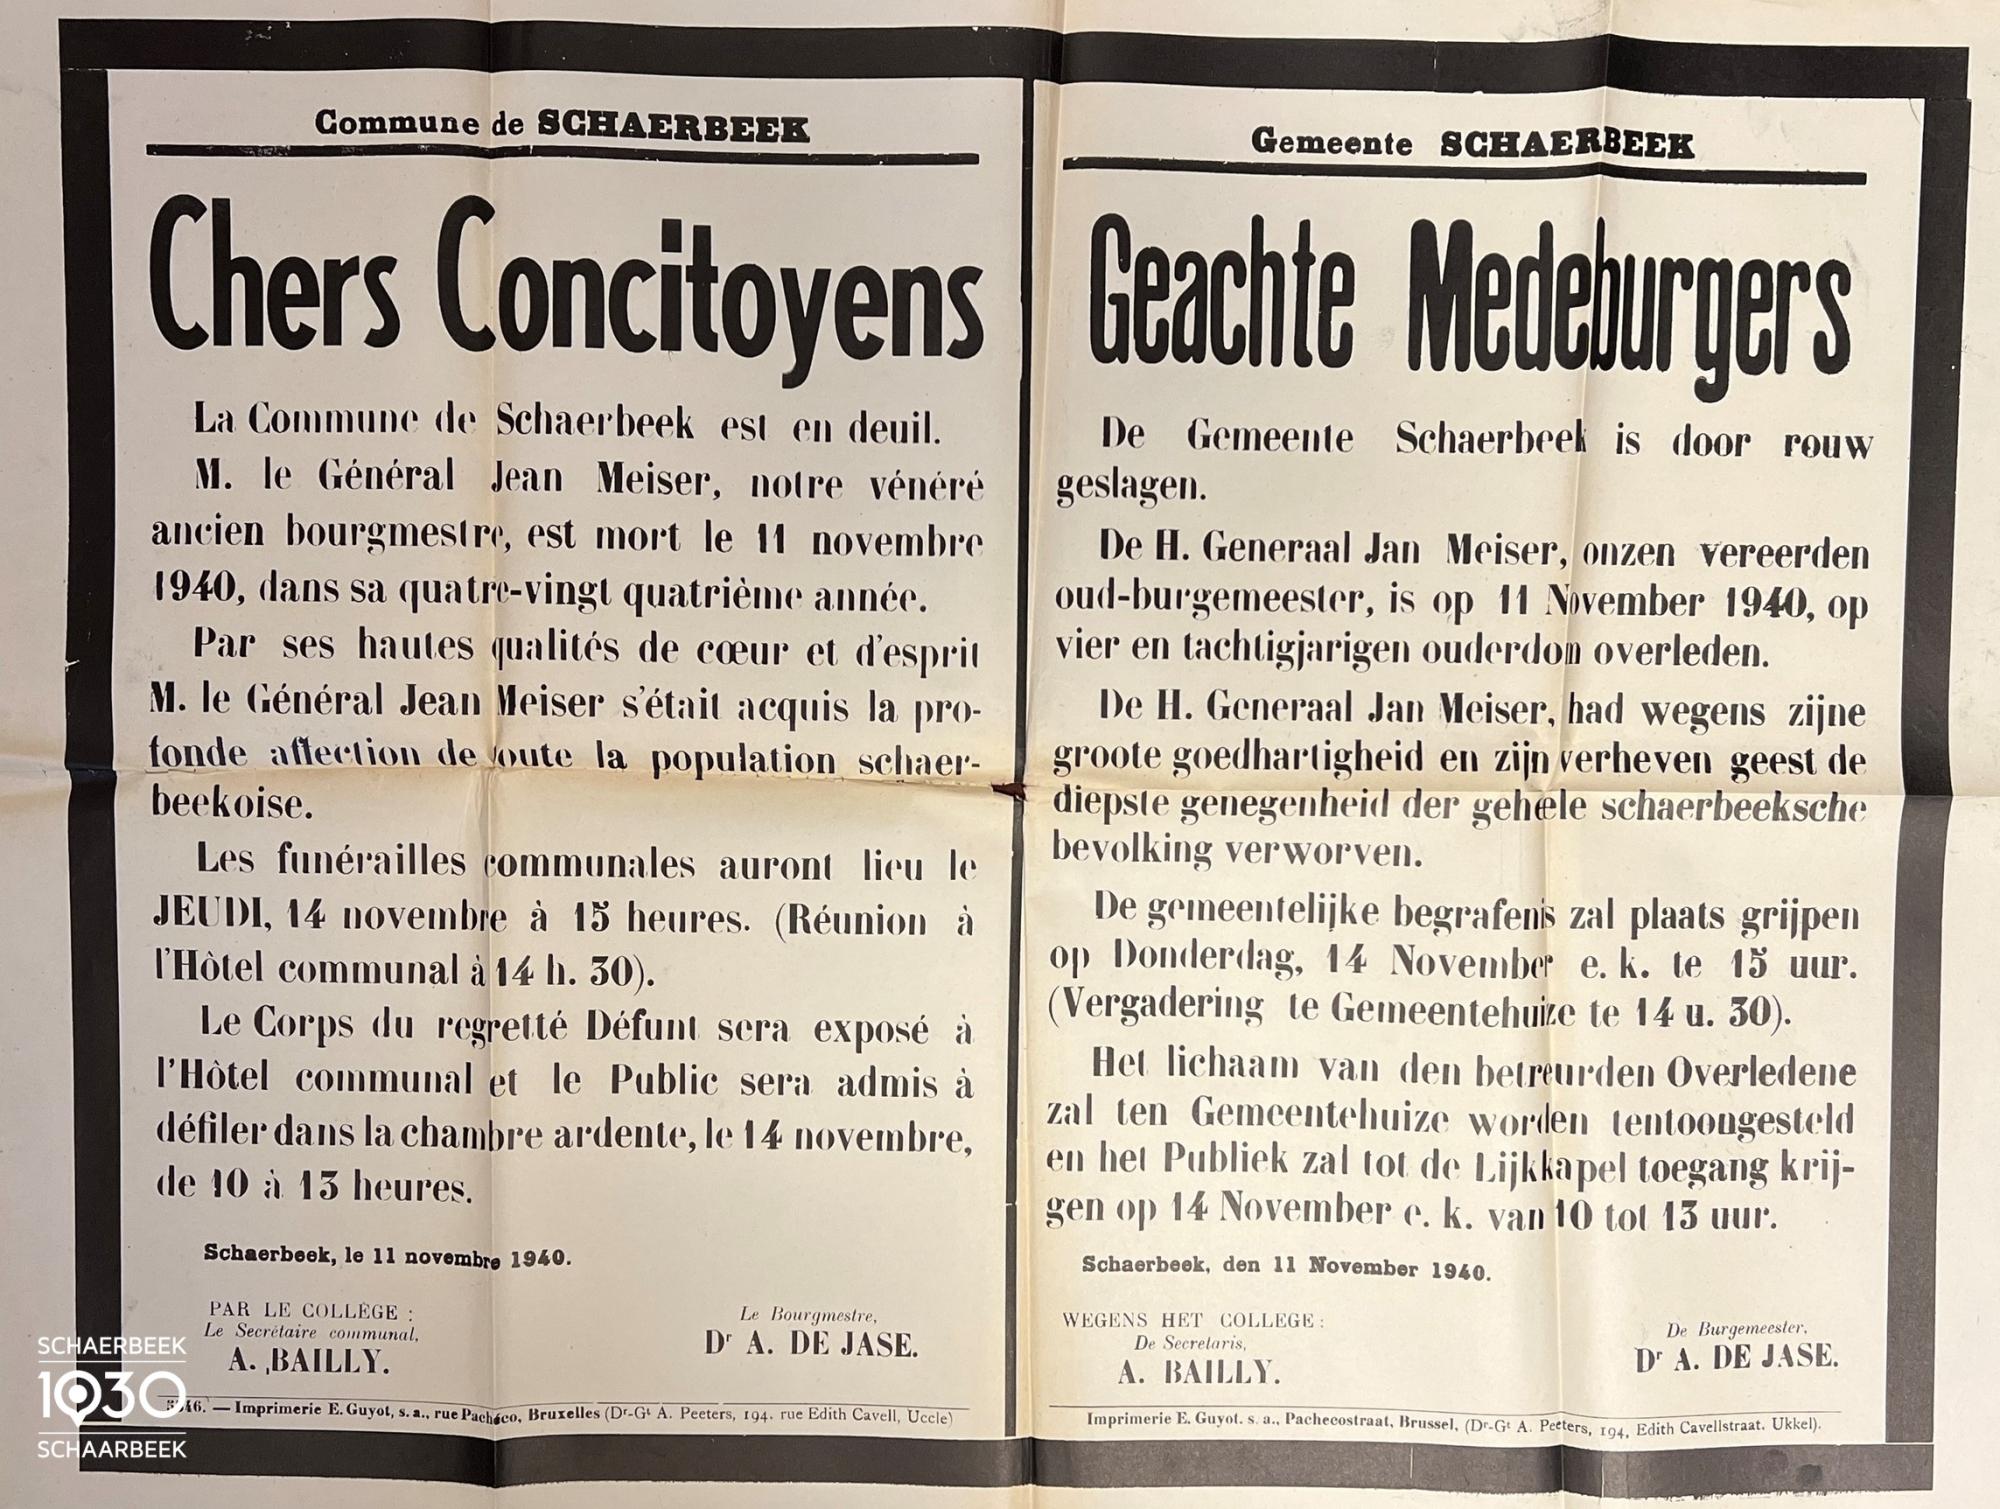 Commune de SCHAERBEEK
Chers Concitoyens
La Commune de Schaerbeek est en deuil.
M. le Général Jean Meiser, notre vénéré
ancien bourgmestre, est mort le 11 novembre
1940, dans sa quatre-vingt quatrième année.
Par ses hautes qualités de cœur et d'esprit
M. le Général Jean Meiser s'était acquis la pro-
fonde affection de toute la population schaer-
beekoise.
Les funérailles communales auront lieu le
JEUDI, 14 novembre à 15 heures. (Réunion à
l'Hôtel communal à 14 h. 30).
Le Corps du regretté Défunt sera exposé à
l'Hôtel communal et le Public sera admis à
défiler dans la chambre ardente, le 14 novembre,
de 10 à 13 heures.
Schaerbeek, le 11 novembre 1940.
PAR LE COLLÈGE :
Le Secrétaire communal,
A. BAILLY.
Le Bourgmestre,
Dr A. DE JASE.
— Imprimerie E. Guyot, s. a., rue Pachéco, Bruxelles (Dr-Gt A. Peeters, 194. rue Edith Cavell, Uccle)
Gemeente SCHAERBEEK
Geachte Medeburgers
De Gemeente Schaerbeek is door rouw
geslagen.
De H. Generaal Jan Meiser, onzen vereerden
oud-burgemeester, is op 11 November 1940, op
vier en tachtigjarigen ouderdom overleden.
De H. Generaal Jan Meiser, had wegens zijne
groote goedhartigheid en zijn verheven geest de
diepste genegenheid der geheele schaerbeeksche
bevolking verworven.
De gemeentelijke begrafenis zal plaats grijpen
op Donderdag, 14 November e. k. te 15 uur.
(Vergadering te Gemeentehuize te 14 u. 30).
Het lichaam van den betreurden Overledene
zal ten Gemeentehuize worden tentoongesteld
en het Publiek zal tot de Lijkkapel toegang krij-
gen op 14 November e. k. van 10 tot 13 uur.
Schaerbeek, den 11 November 1940.
WEGENS HET COLLEGE :
De Secretaris,
A. BAILLY.
De Burgemeester,
Dr A. DE JASE.
Imprimerie E. Guyot. s. a., Pachecostraat, Brussel, (Dr-Gt A. Peeters, 194, Edith Cavellstraat. Ukkel).
SCHAERBEEK
1030
SCHAARBEEK